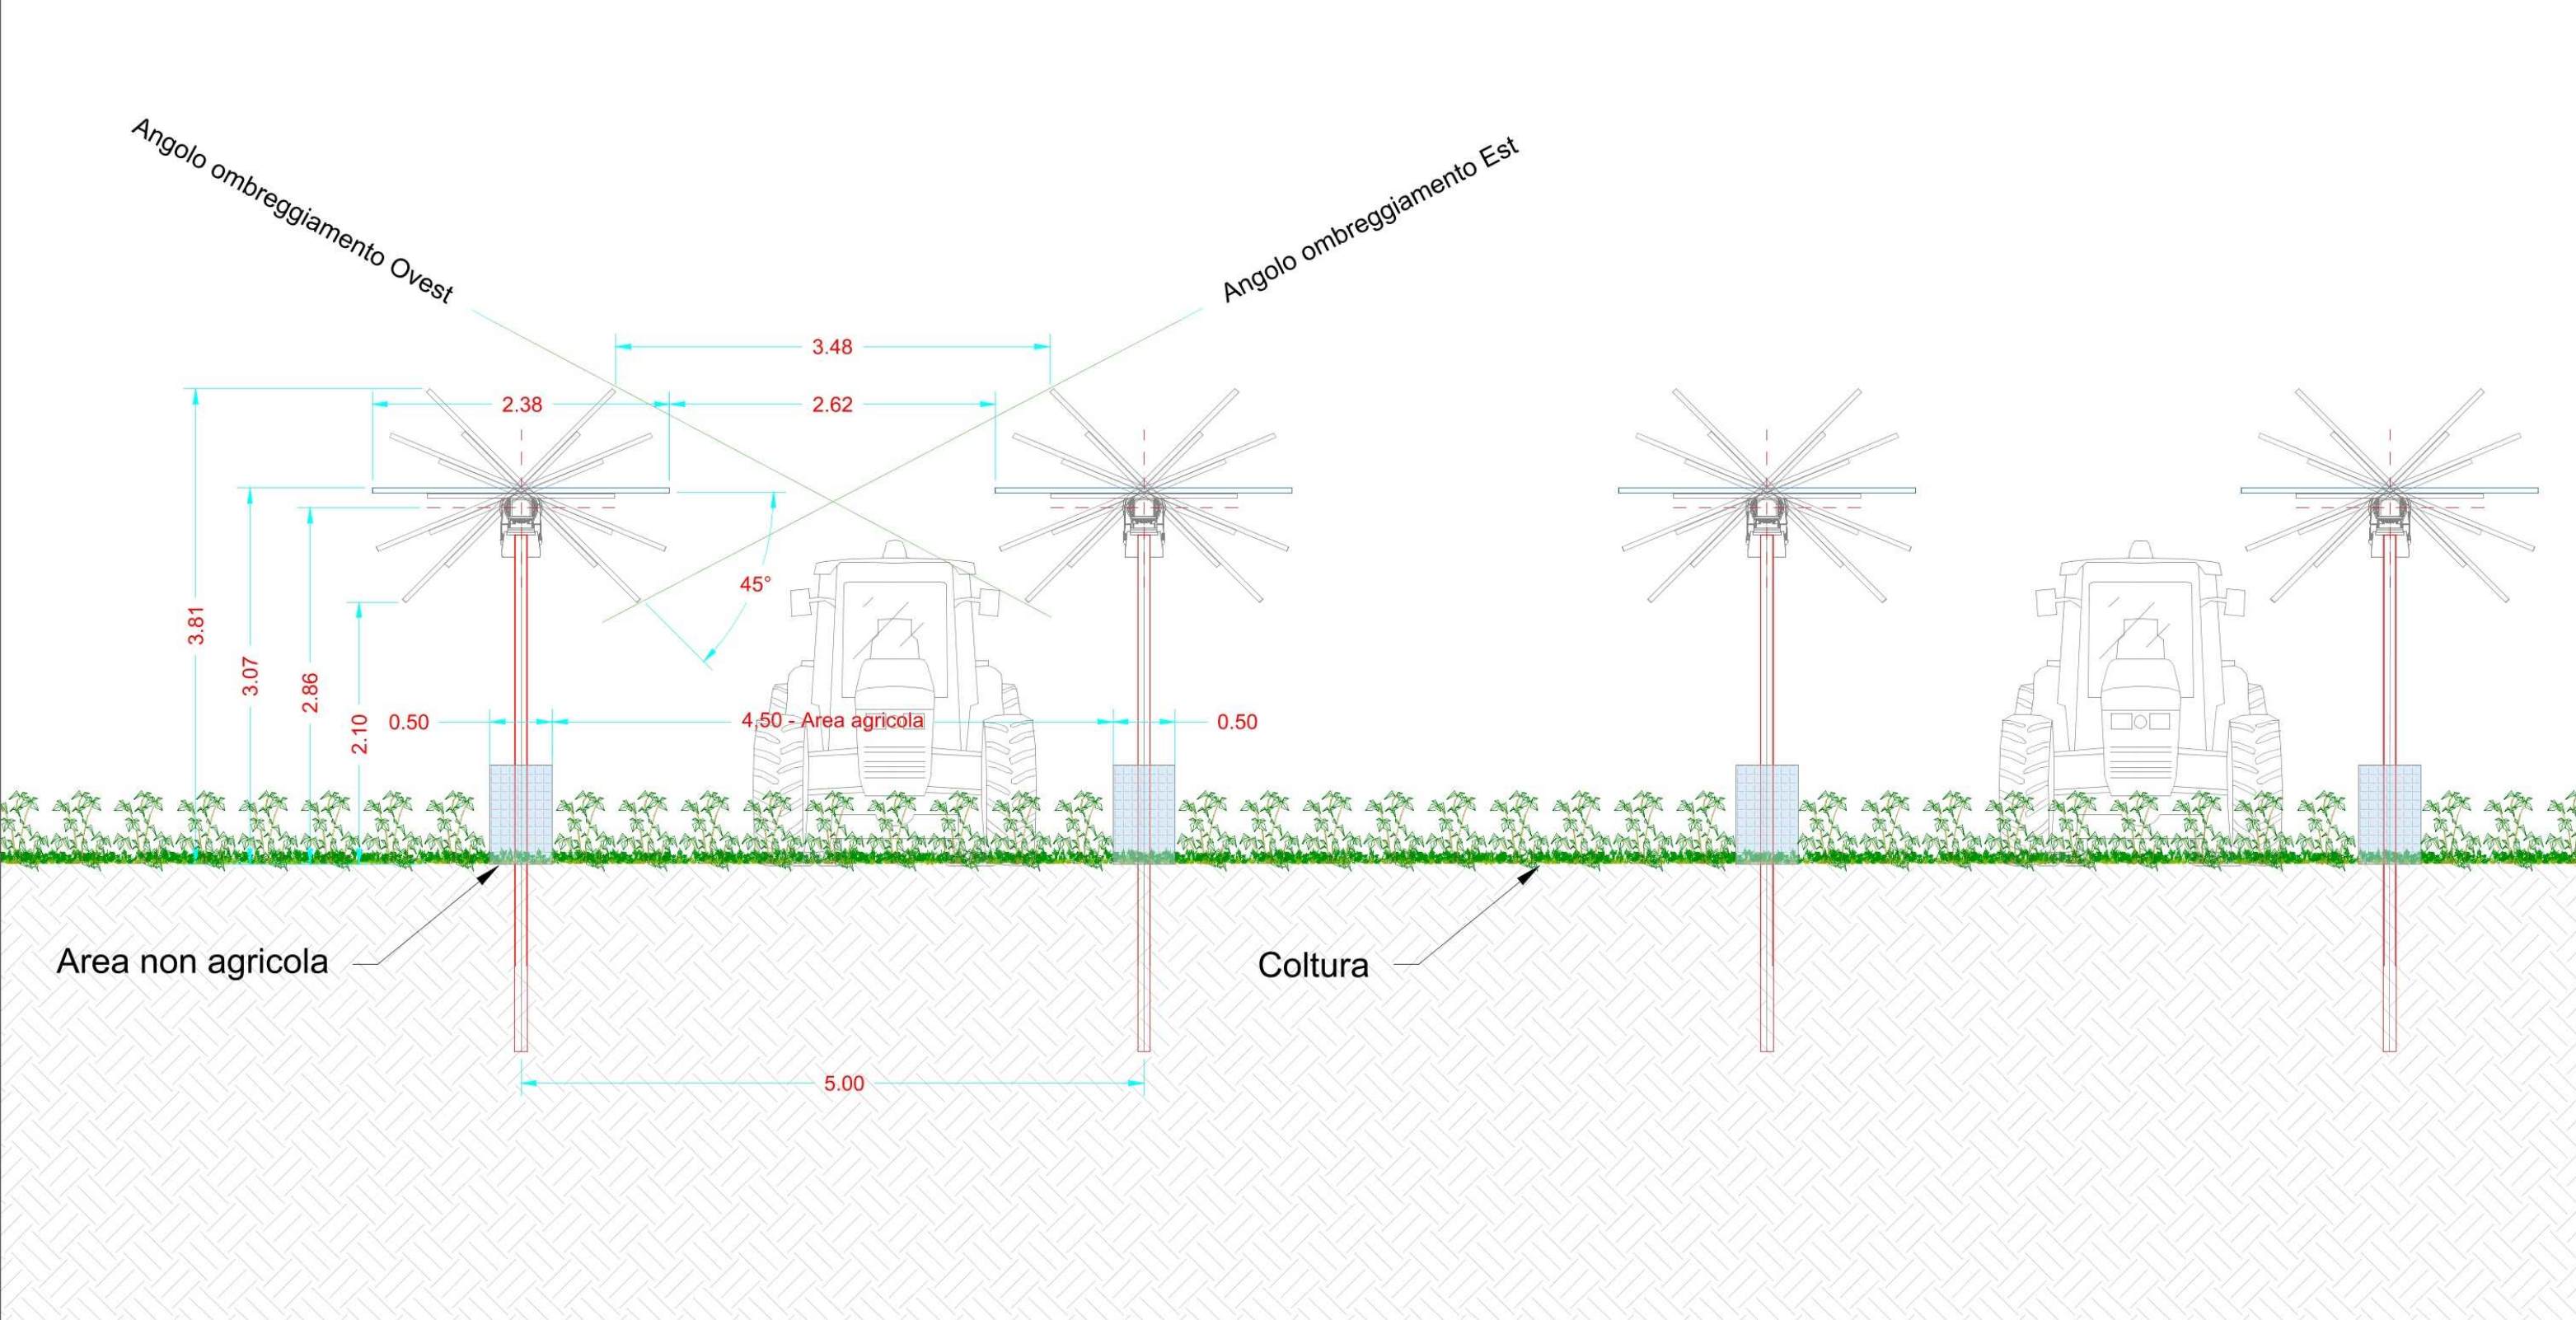 Angolo ombreggiamento Ovest
Angolo ombreggiamento Est
3.48
2.38
2.62
45°
3.81
3.07
2.86
2.10
0.50
4,50 - Area agricola
0.50
Area non agricola
Coltura
5.00